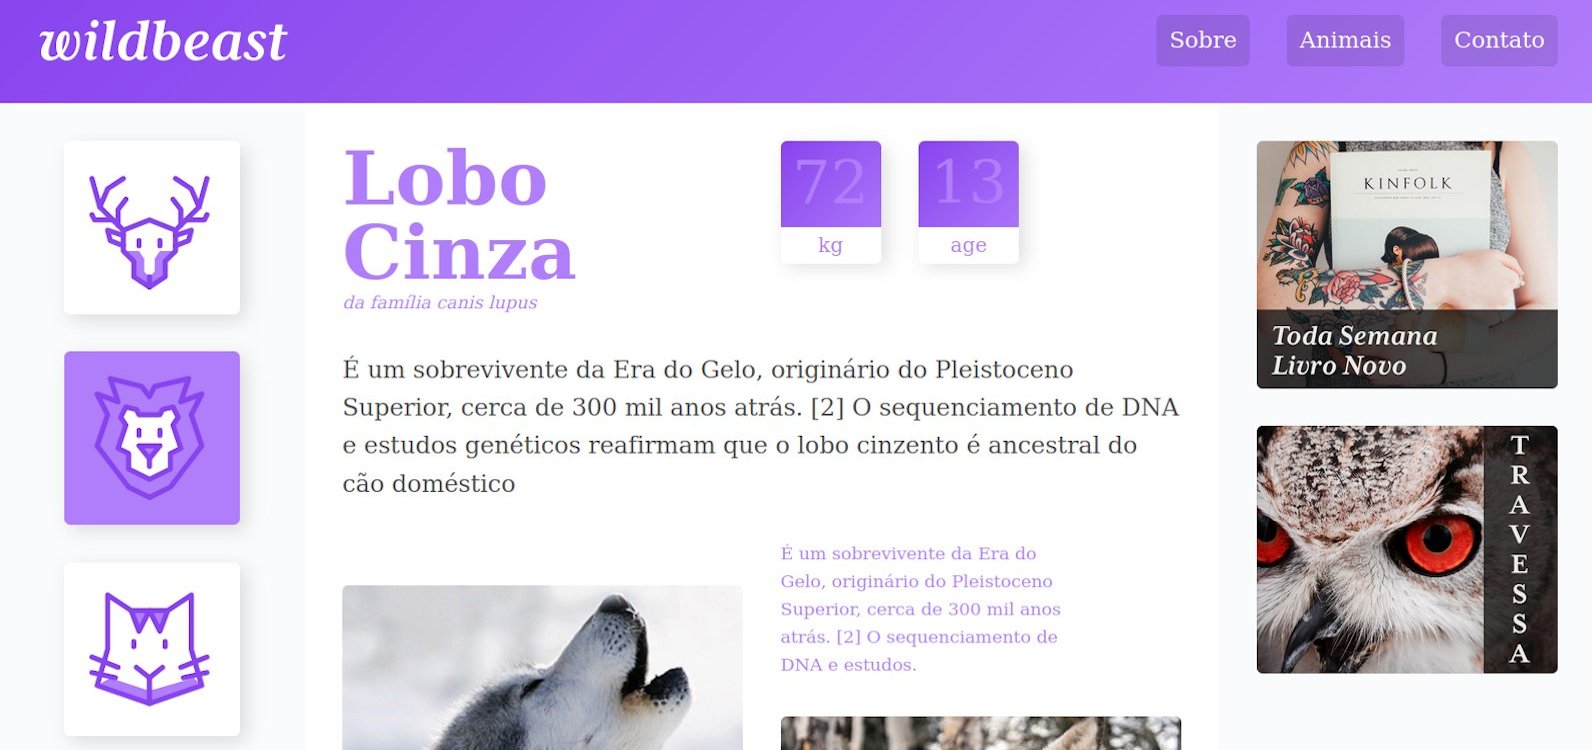 wildbeast
Sobre
Animais
Contato
Lobo
Cinza
da família canis lupus
72
kg
13
age
É um sobrevivente da Era do Gelo, originário do Pleistoceno
Superior, cerca de 300 mil anos atrás. [2] O sequenciamento de DNA
e estudos genéticos reafirmam que o lobo cinzento é ancestral do
cão doméstico
É um sobrevivente da Era do
Gelo, originário do Pleistoceno
Superior, cerca de 300 mil anos
atrás. [2] O sequenciamento de
DNA e estudos.
KINFOLK
Toda Semana
Livro Novo
TRAVESSA